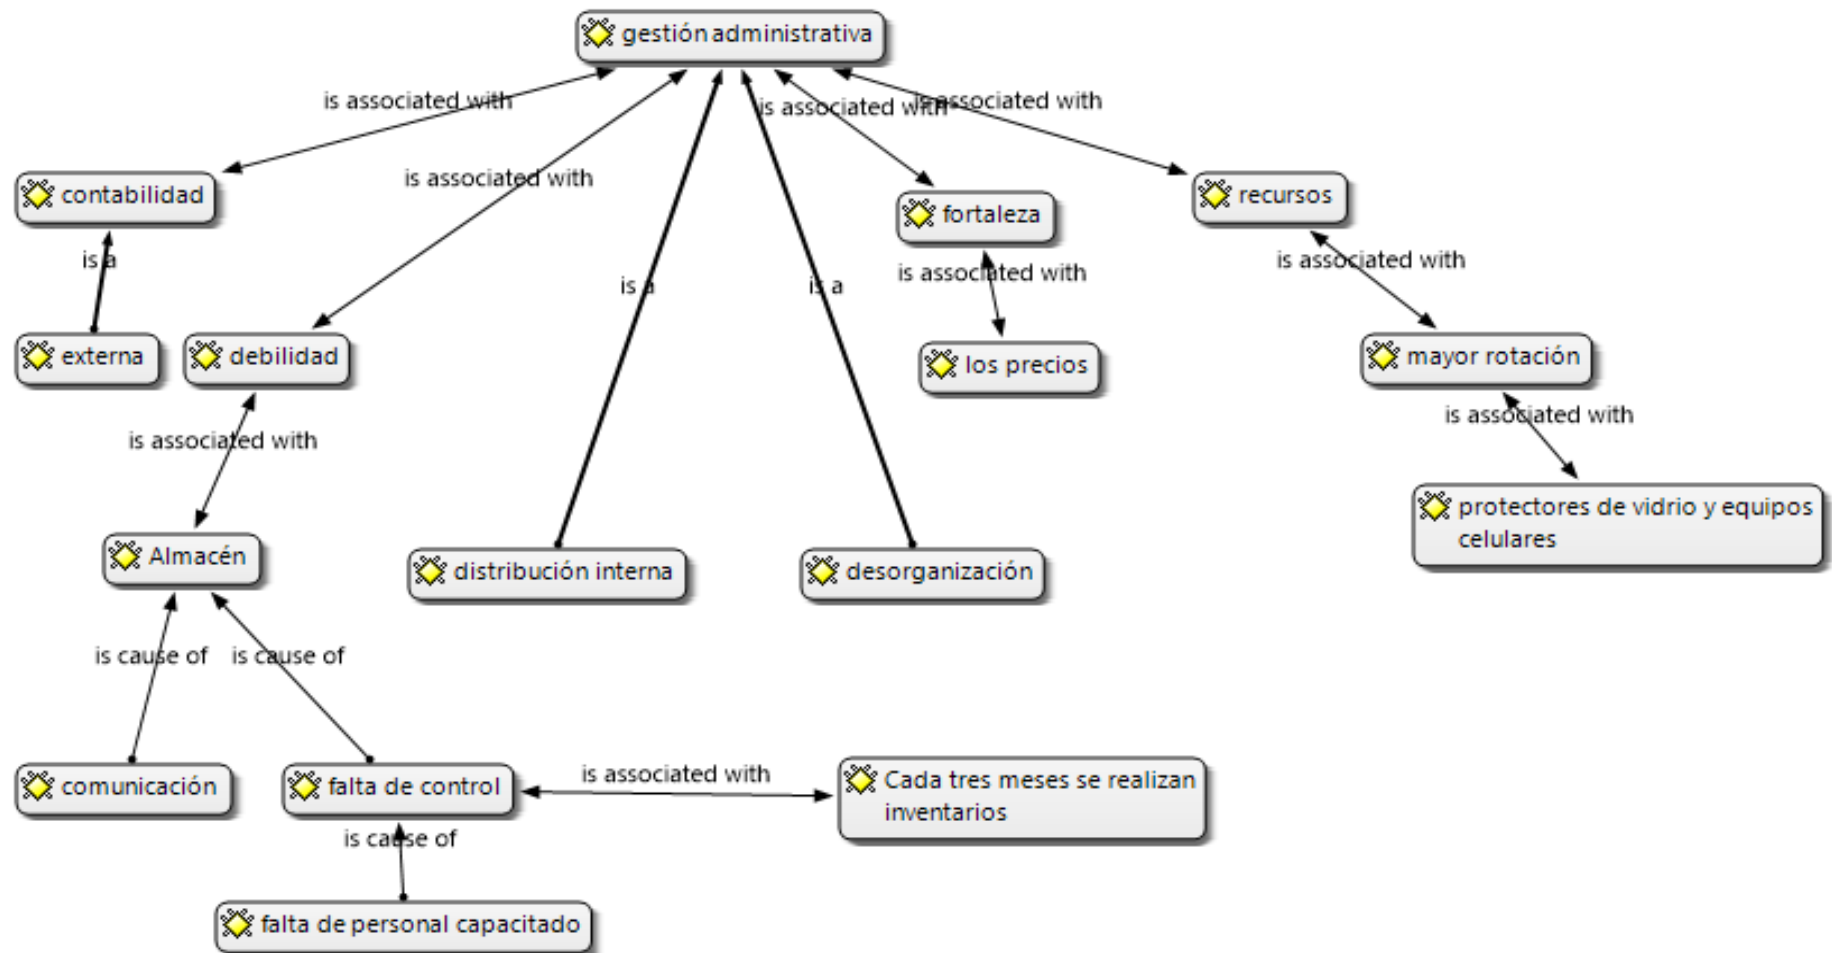 gestión administrativa
is associated with
is associated with
is associated with
is associated with
contabilidad
is associated with
fortaleza
recursos
is a
is associated with
is associated with
is a
is a
externa
debilidad
los precios
mayor rotación
is associated with
is associated with
protectores de vidrio y equipos
celulares
Almacén
distribución interna
desorganización
is cause of
is cause of
comunicación
falta de control
is associated with
Cada tres meses se realizan
inventarios
is cause of
falta de personal capacitado